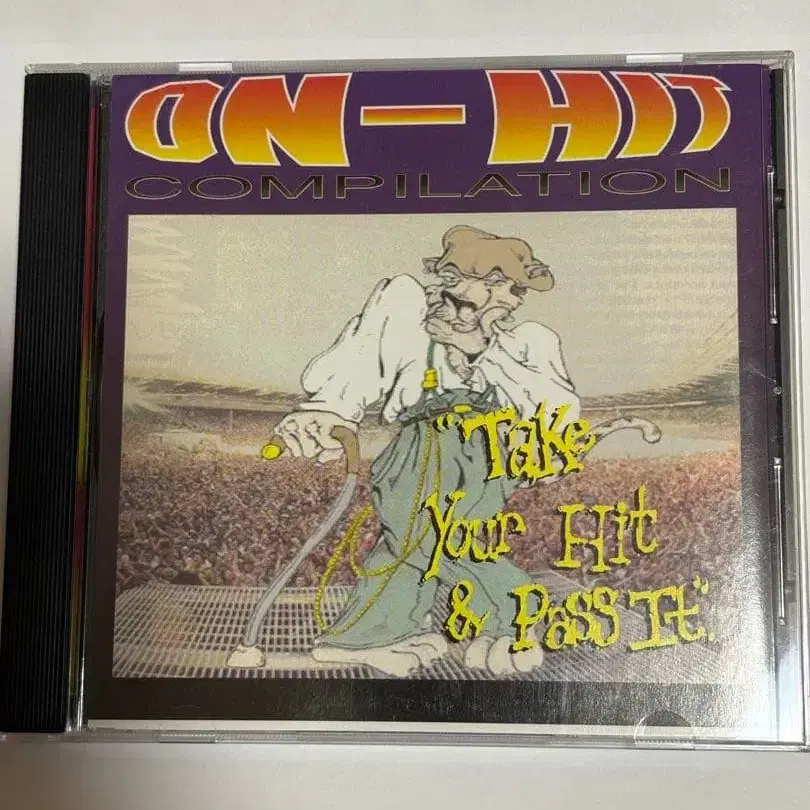 ON-HIT
COMPILATION
"Take
Your Hit
& Pass It".